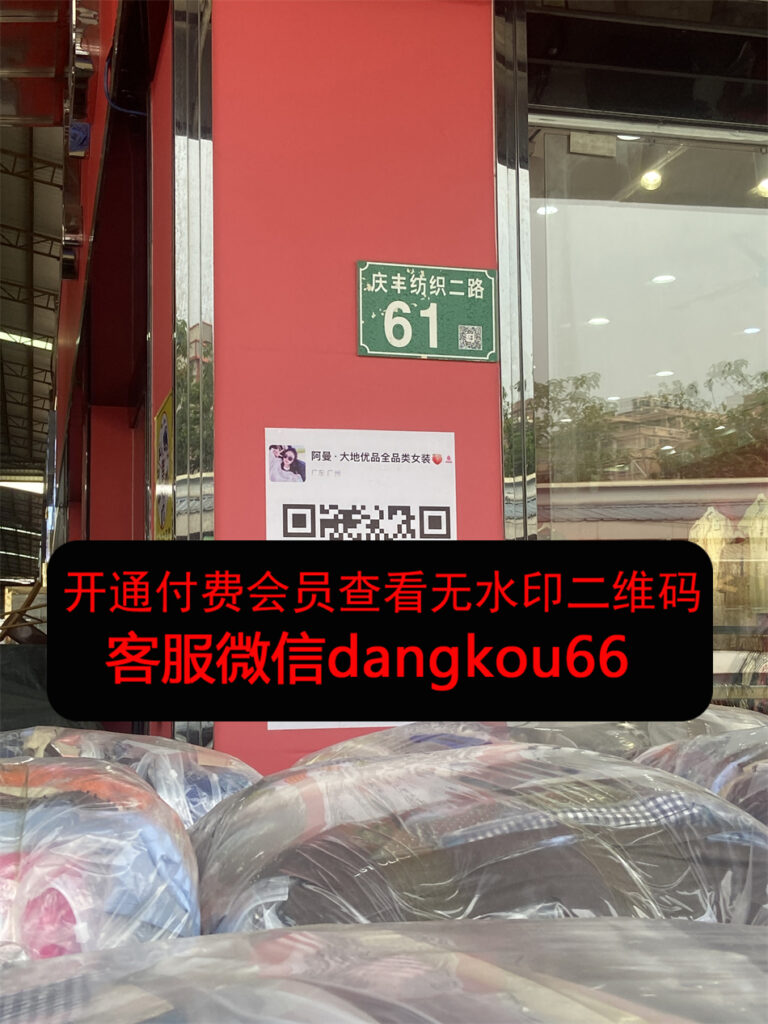 庆丰纺织二路
61
阿曼·大地优品全品类女装
广东 广州
开通付费会员查看无水印二维码
客服微信dangkou66